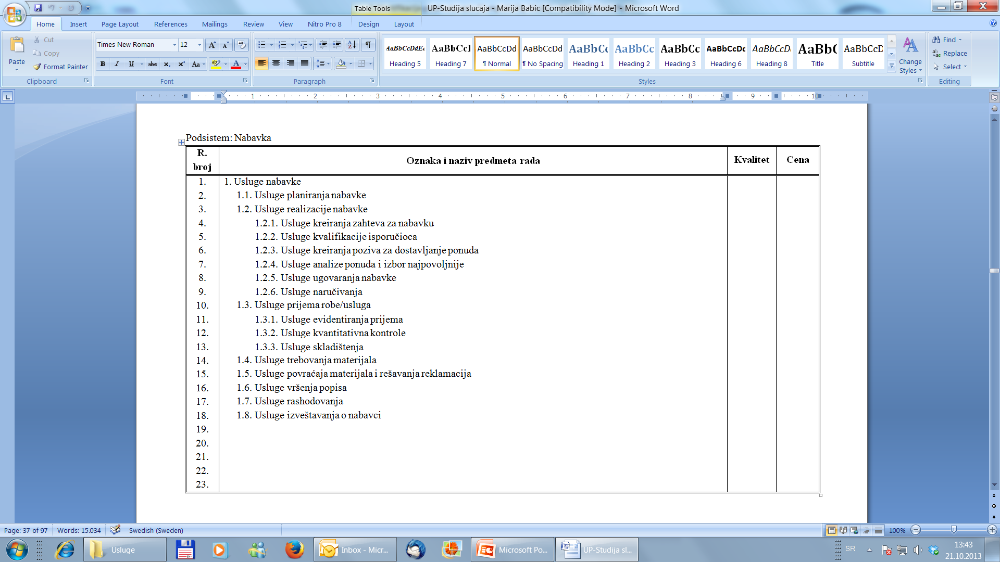 Table Tools
UP-Studija slucaja - Marija Babic [Compatibility Mode] - Microsoft Word
Home Insert Page Layout References Mailings Review View Nitro Pro 8 Design Layout
Paste
Cut
Copy
Format Painter
Clipboard
Times New Roman 12
Font
Paragraph
AaBbCcDdEe AaBbCcI AaBbCcDd AaBbCcDd AaBbCc AaBbCc AaBbCc AaBbCcDc AaBbCcD AaBb( AaBbCcD
Heading 5 Heading 7 ¶ Normal ¶ No Spacing Heading 1 Heading 2 Heading 3 Heading 6 Heading 8 Title Subtitle
Change Styles
Styles
Find
Replace
Select
Editing
1 2 3 4 5 6 7 8 9 10
Podsistem: Nabavka
R. broj Oznaka i naziv predmeta rada Kvalitet Cena
1. 1. Usluge nabavke
2. 1.1. Usluge planiranja nabavke
3. 1.2. Usluge realizacije nabavke
4. 1.2.1. Usluge kreiranja zahteva za nabavku
5. 1.2.2. Usluge kvalifikacije isporučioca
6. 1.2.3. Usluge kreiranja poziva za dostavljanje ponuda
7. 1.2.4. Usluge analize ponuda i izbor najpovoljnije
8. 1.2.5. Usluge ugovaranja nabavke
9. 1.2.6. Usluge naručivanja
10. 1.3. Usluge prijema robe/usluga
11. 1.3.1. Usluge evidentiranja prijema
12. 1.3.2. Usluge kvantitativna kontrole
13. 1.3.3. Usluge skladištenja
14. 1.4. Usluge trebovanja materijala
15. 1.5. Usluge povraćaja materijala i rešavanja reklamacija
16. 1.6. Usluge vršenja popisa
17. 1.7. Usluge rashodovanja
18. 1.8. Usluge izveštavanja o nabavci
19.
20.
21.
22.
23.
Page: 37 of 97 Words: 15.034 Swedish (Sweden) 100%
Usluge Inbox - Micr... Microsoft Po... UP-Studija sl... SR 13:43
21.10.2013